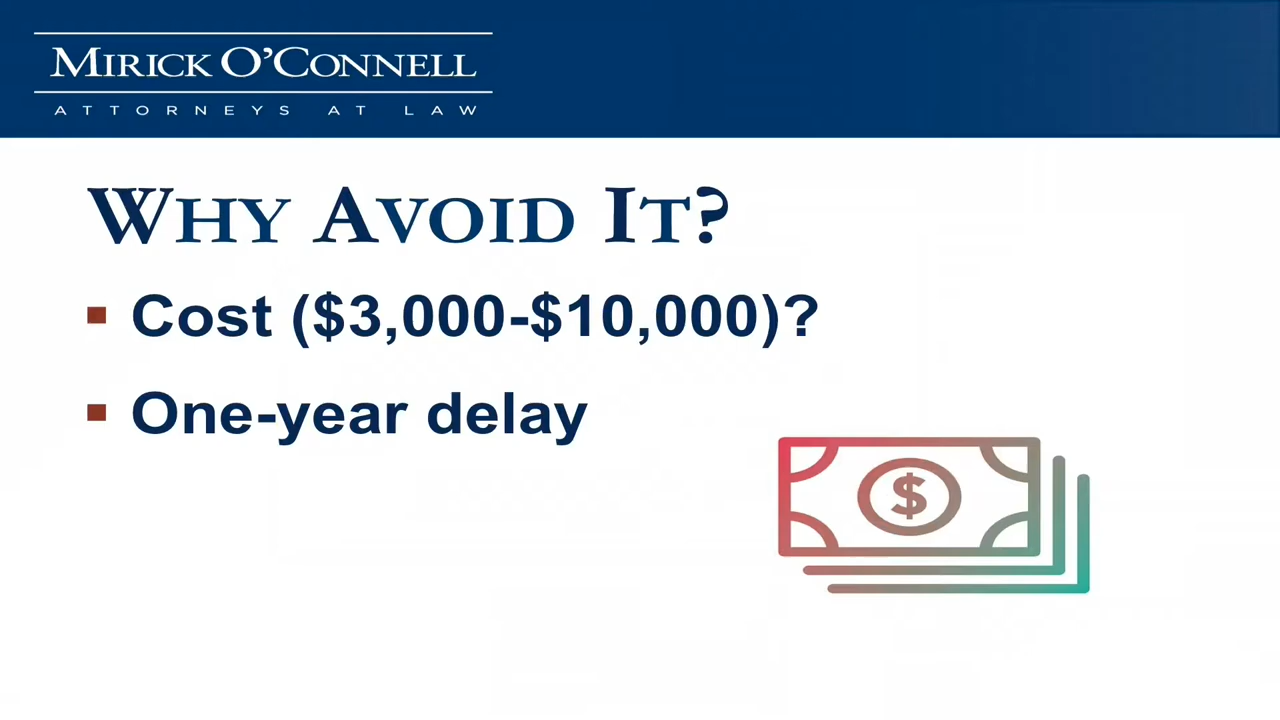 MIRICK O'CONNELL
ATTORNEYS AT LAW
WHY AVOID IT?
▪ Cost ($3,000-$10,000)?
▪ One-year delay
$